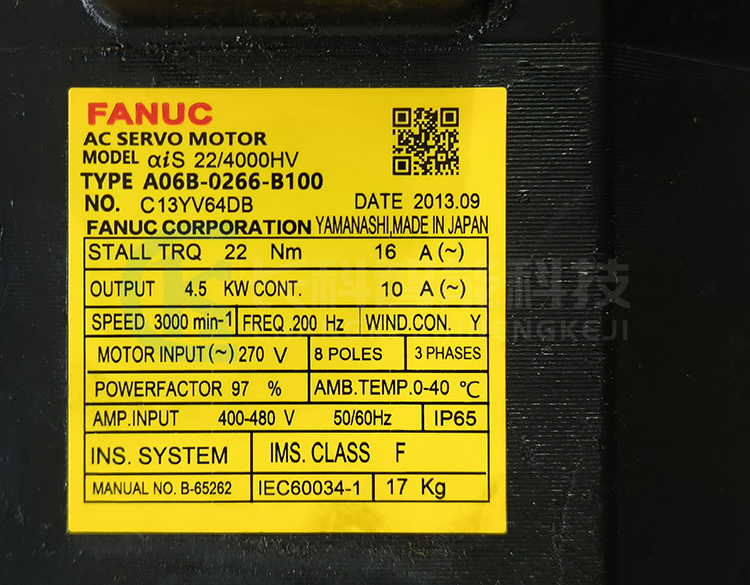 FANUC
AC SERVO MOTOR
MODEL αiS 22/4000HV
TYPE A06B-0266-B100
NO. C13YV64DB DATE 2013.09
FANUC CORPORATION YAMANASHI,MADE IN JAPAN
STALL TRQ 22 Nm 16 A(~)
OUTPUT 4.5 KW CONT. 10 A(~)
SPEED 3000 min-1 FREQ.200 Hz WIND.CON. Y
MOTOR INPUT(~)270 V 8 POLES 3 PHASES
POWERFACTOR 97 % AMB.TEMP.0-40 ℃
AMP.INPUT 400-480 V 50/60Hz IP65
INS. SYSTEM IMS. CLASS F
MANUAL NO. B-65262 IEC60034-1 17 Kg